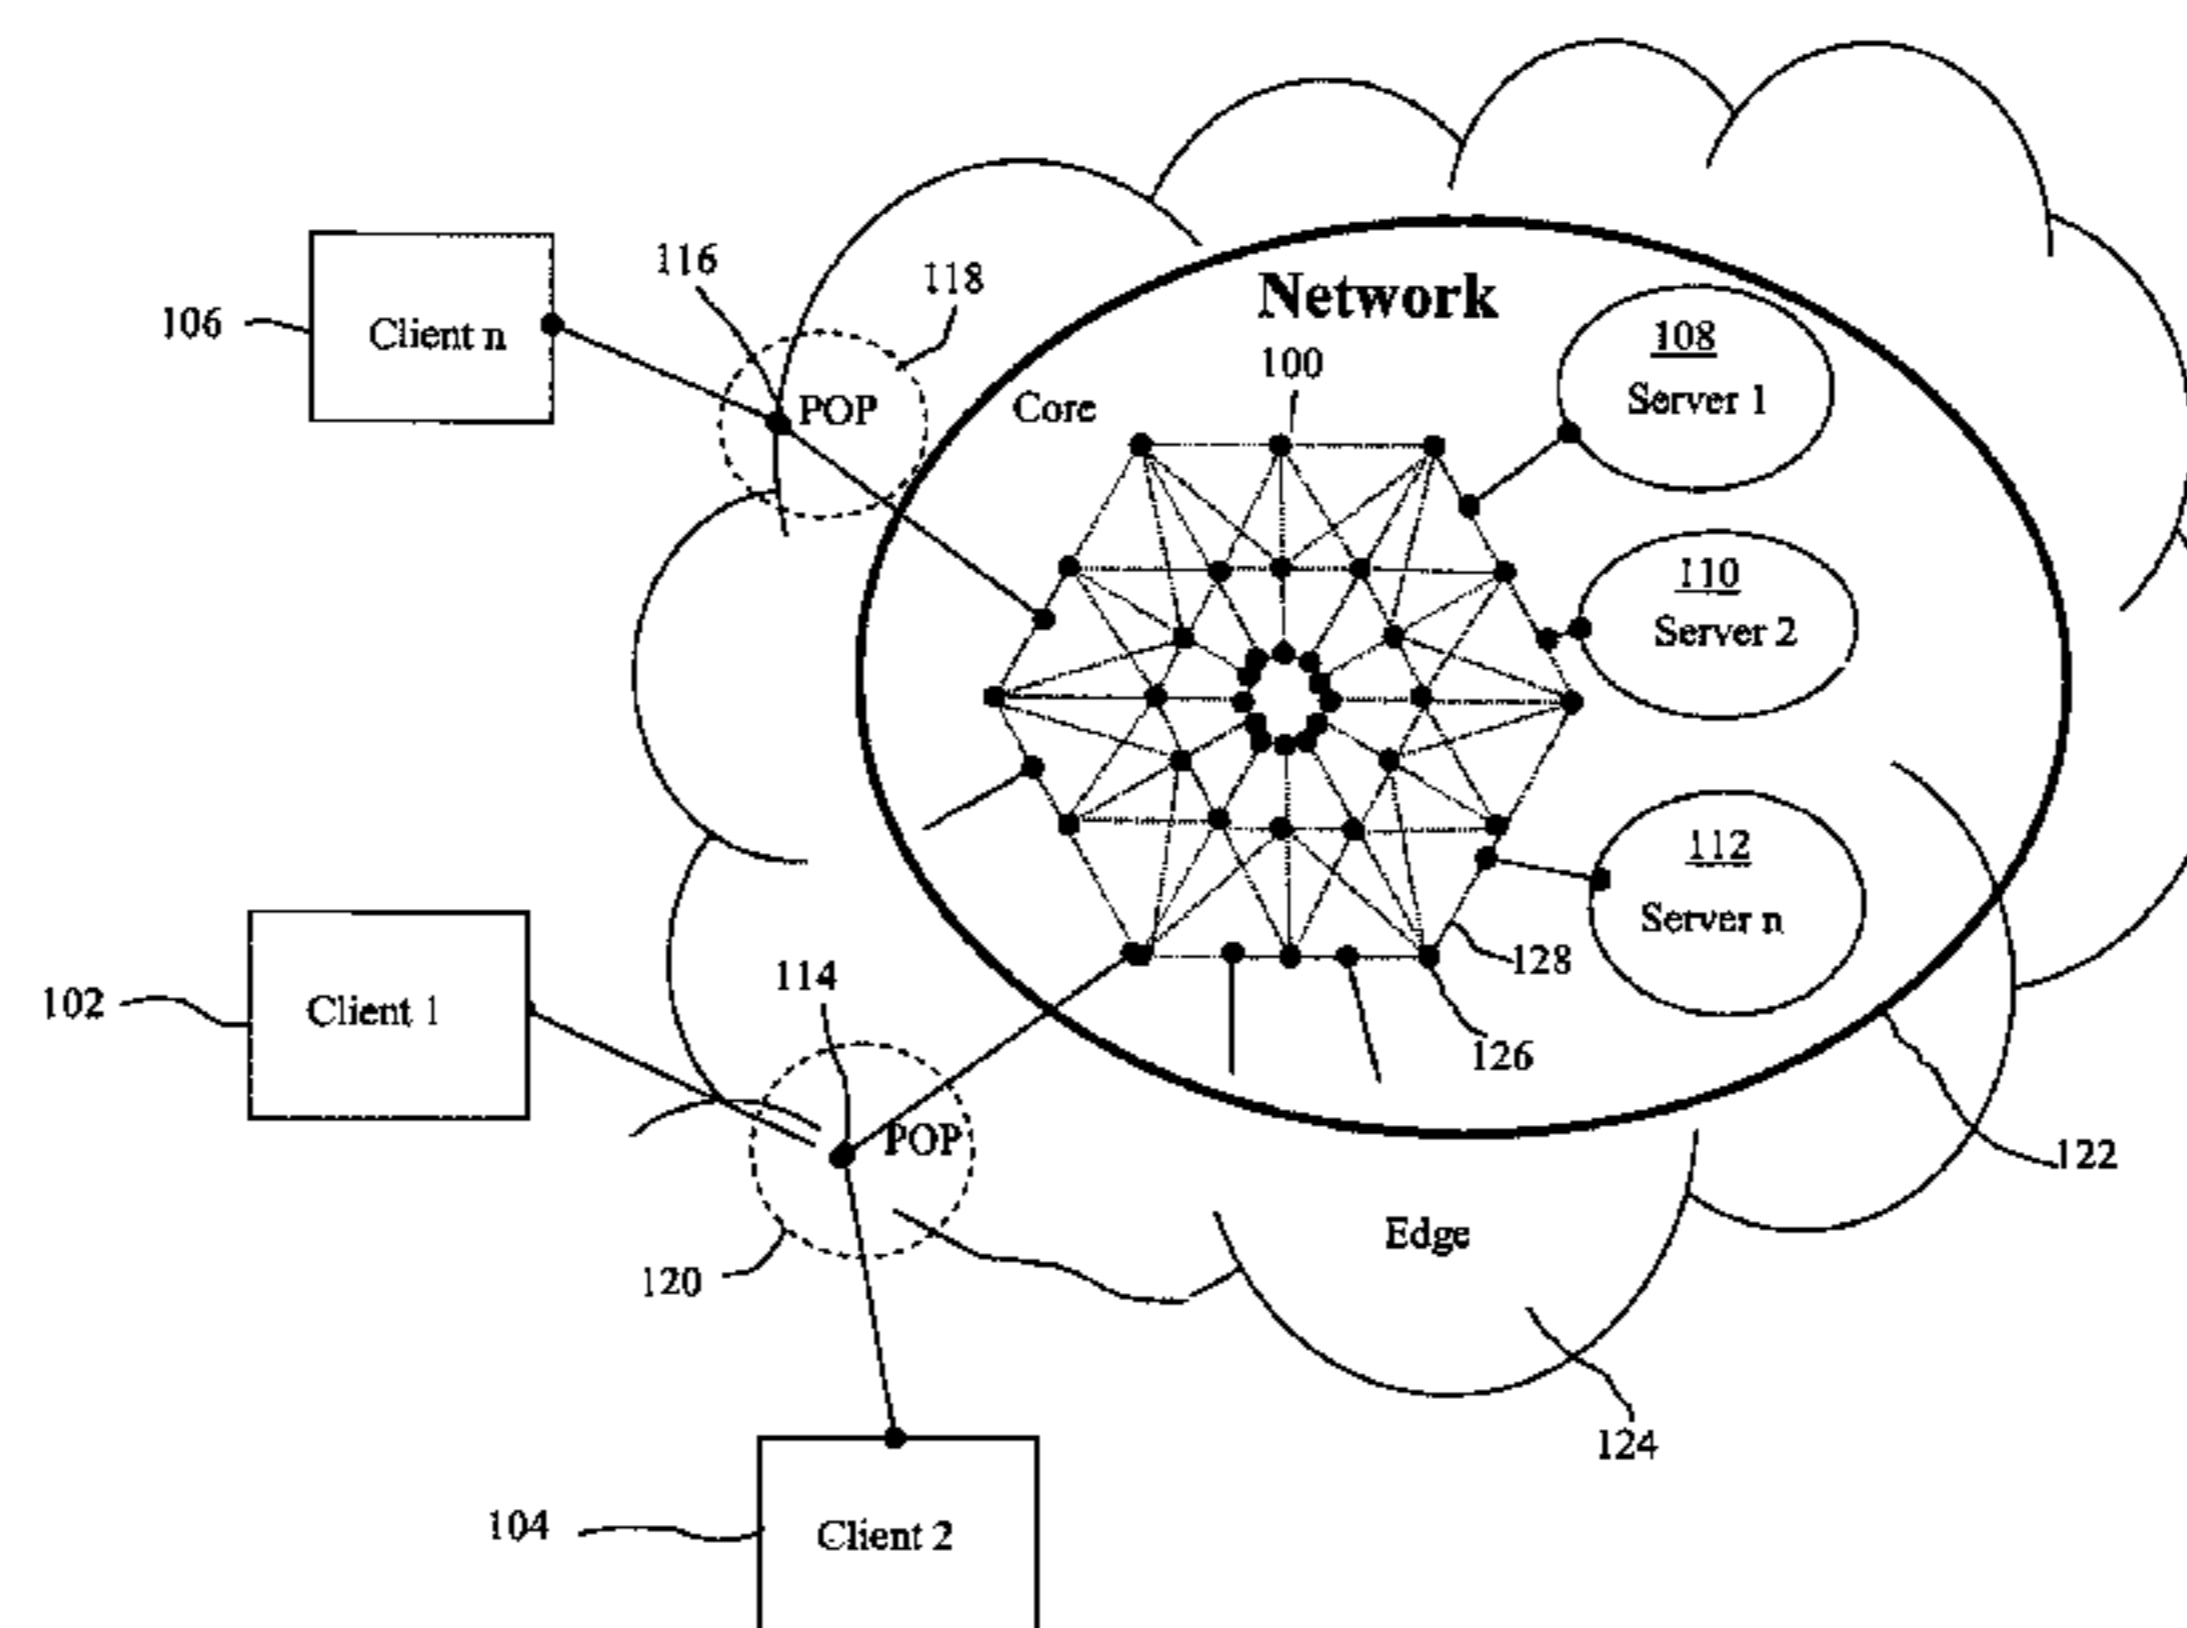 Network
116
118
106
Client n
108
Server 1
100
POP
Core
110
Server 2
112
Server n
128
114
102
Client 1
126
POP
122
120
Edge
124
104
Client 2